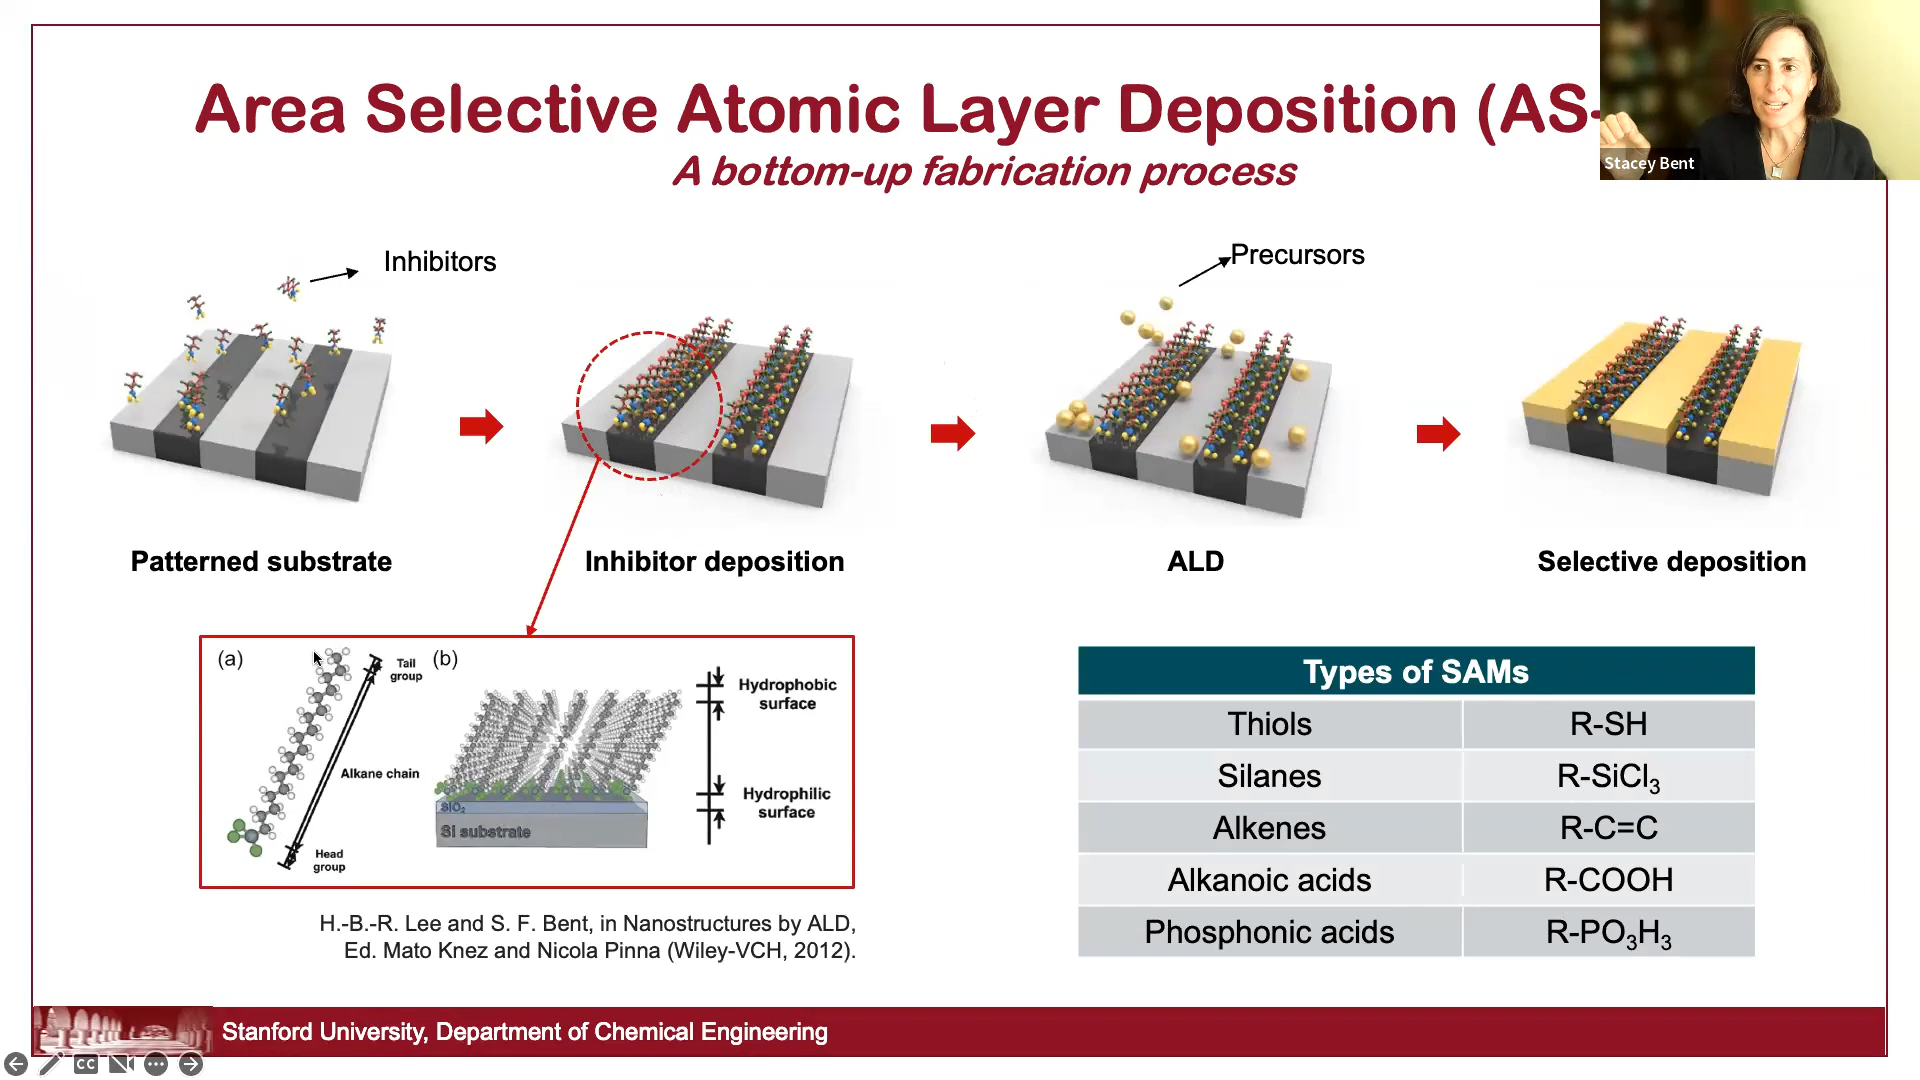 Area Selective Atomic Layer Deposition (AS-
A bottom-up fabrication process
Stacey Bent
Inhibitors
Precursors
Patterned substrate
Inhibitor deposition
ALD
Selective deposition
(a)
Tail
group
Alkane chain
Head
group
(b)
SiO₂
Si substrate
Hydrophobic
surface
Hydrophilic
surface
H.-B.-R. Lee and S. F. Bent, in Nanostructures by ALD,
Ed. Mato Knez and Nicola Pinna (Wiley-VCH, 2012).
Types of SAMs
Thiols R-SH
Silanes R-SiCl₃
Alkenes R-C=C
Alkanoic acids R-COOH
Phosphonic acids R-PO₃H₃
Stanford University, Department of Chemical Engineering
CC